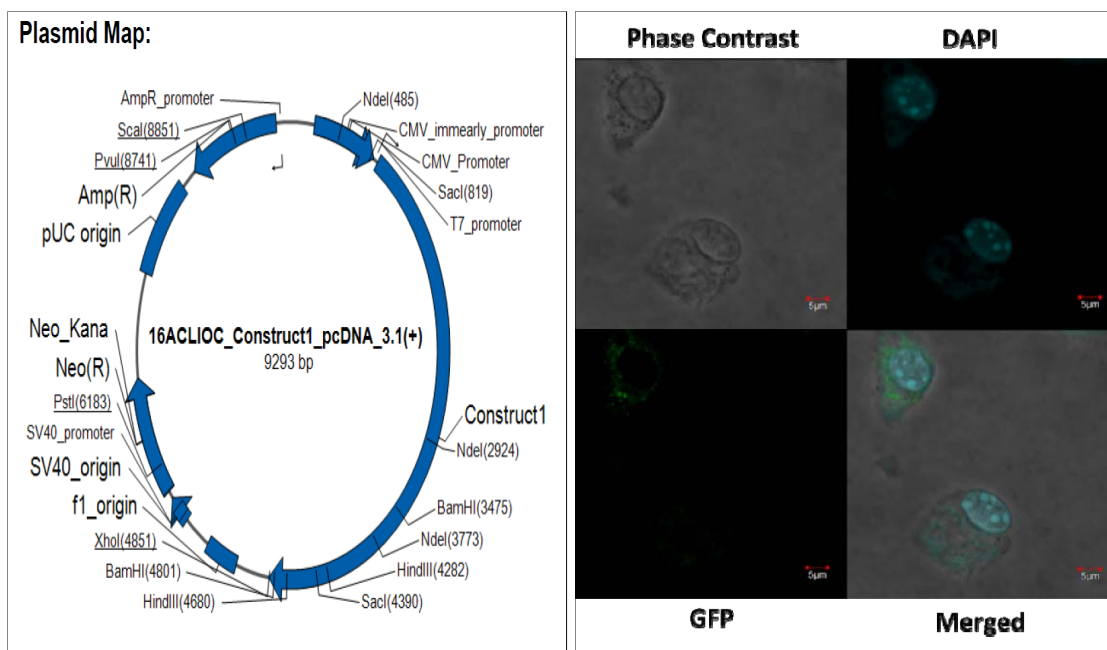 Plasmid Map:
AmpR_promoter
ScaI(8851)
PvuI(8741)
Amp(R)
pUC origin
Neo_Kana
Neo(R)
PstI(6183)
SV40_promoter
SV40_origin
f1_origin
XhoI(4851)
BamHI(4801)
HindIII(4680)
NdeI(485)
CMV_immearly_promoter
CMV_Promoter
SacI(819)
T7_promoter
16ACLIOC_Construct1_pcDNA_3.1(+)
9293 bp
Construct1
NdeI(2924)
BamHI(3475)
NdeI(3773)
HindIII(4282)
SacI(4390)
Phase Contrast
DAPI
5µm
5µm
5µm
5µm
GFP
Merged